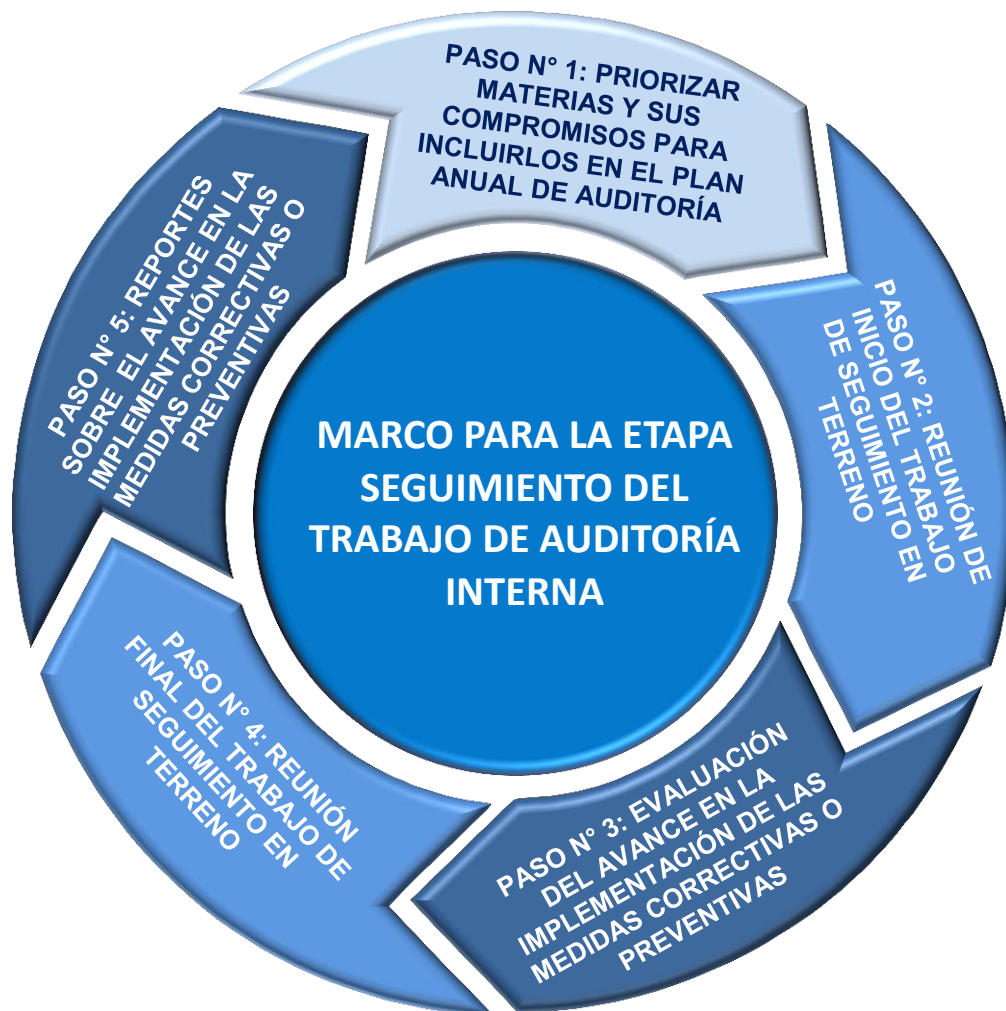 PASO N° 1: PRIORIZAR
MATERIAS Y SUS
COMPROMISOS PARA
INCLUIRLOS EN EL PLAN
ANUAL DE AUDITORÍA
PASO N° 2: REUNIÓN DE
INICIO DEL TRABAJO
DE SEGUIMIENTO EN
TERRENO
PASO N° 3: EVALUACIÓN
DEL AVANCE EN LA
IMPLEMENTACIÓN DE LAS
MEDIDAS CORRECTIVAS O
PREVENTIVAS
PASO N° 4: REUNIÓN
FINAL DEL TRABAJO DE
SEGUIMIENTO EN
TERRENO
PASO N° 5: REPORTES
SOBRE EL AVANCE EN LA
IMPLEMENTACIÓN DE LAS
MEDIDAS CORRECTIVAS O
PREVENTIVAS
MARCO PARA LA ETAPA
SEGUIMIENTO DEL
TRABAJO DE AUDITORÍA
INTERNA